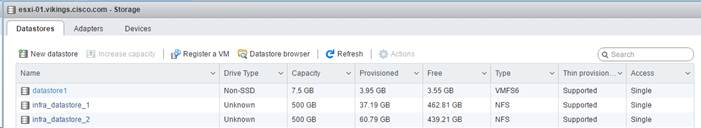 esxi-01.vikings.cisco.com - Storage
Datastores Adapters Devices
New datastore Increase capacity Register a VM Datastore browser Refresh Actions Search
Name Drive Type Capacity Provisioned Free Type Thin provision... Access
datastore1 Non-SSD 7.5 GB 3.95 GB 3.55 GB VMFS6 Supported Single
infra_datastore_1 Unknown 500 GB 37.19 GB 462.81 GB NFS Supported Single
infra_datastore_2 Unknown 500 GB 60.79 GB 439.21 GB NFS Supported Single